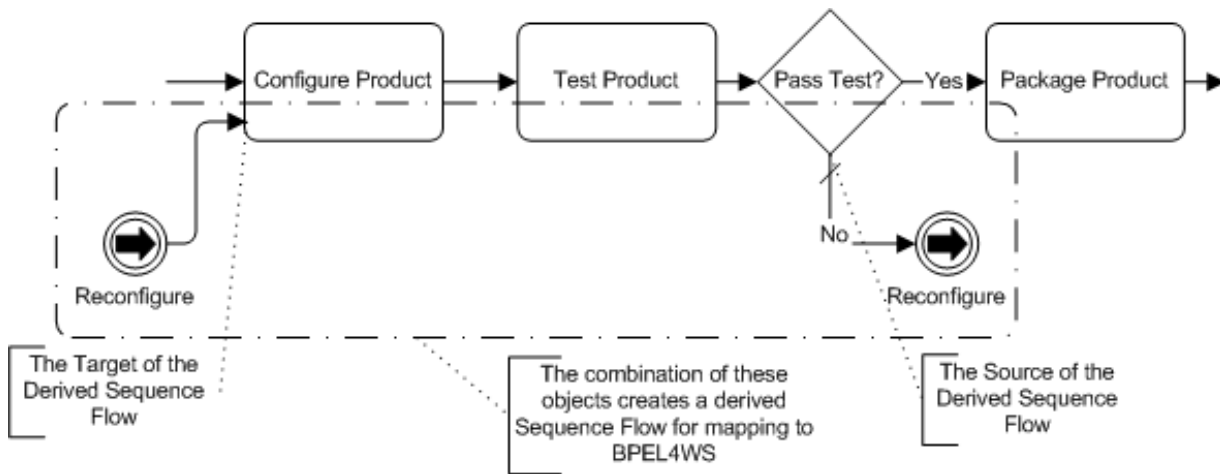 Configure Product
Test Product
Pass Test?
Yes
Package Product
No
Reconfigure
Reconfigure
The Target of the
Derived Sequence
Flow
The combination of these
objects creates a derived
Sequence Flow for mapping to
BPEL4WS
The Source of the
Derived Sequence
Flow